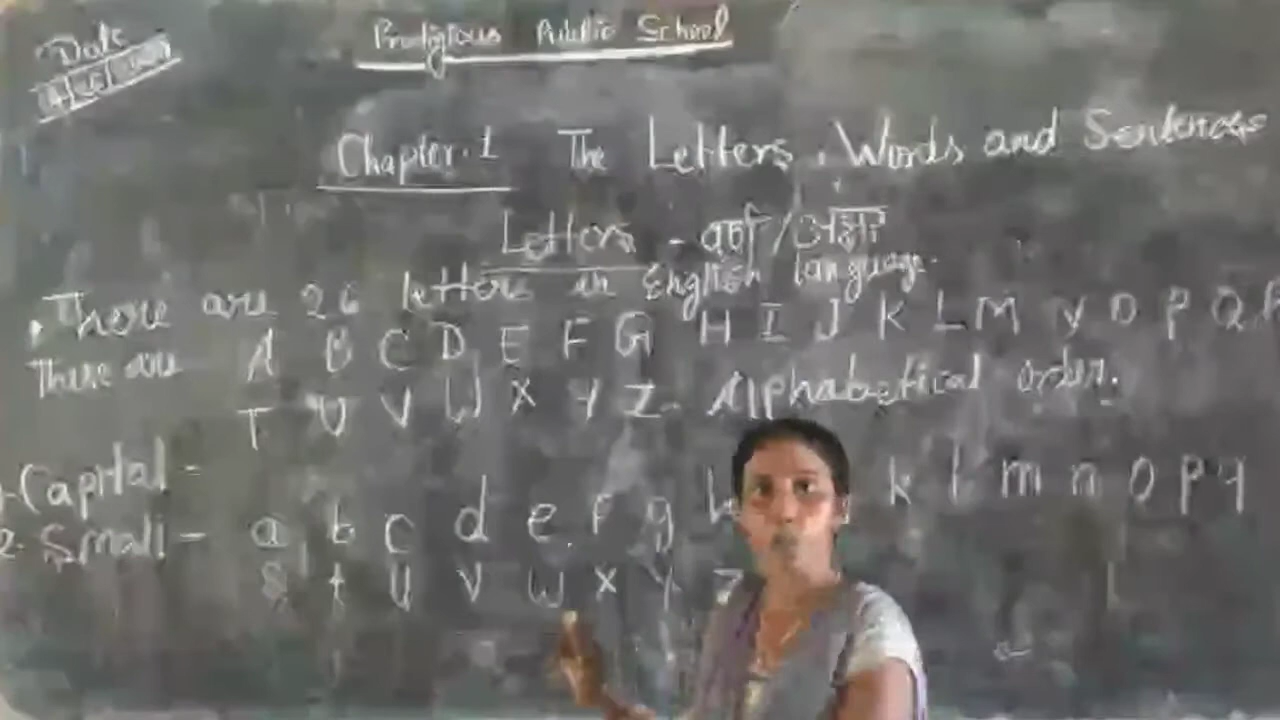 Date
Prodigious Public School
Chapter.1 The Letters, Words and Sentences
Letters - वर्ण/अक्षर
There are 26 letters in English language.
There are A B C D E F G H I J K L M N O P Q R
T U V W X Y Z - Alphabetical order.
1-Capital -
2- Small - a b c d e f g h k l m n o p q
s t u v w x y z